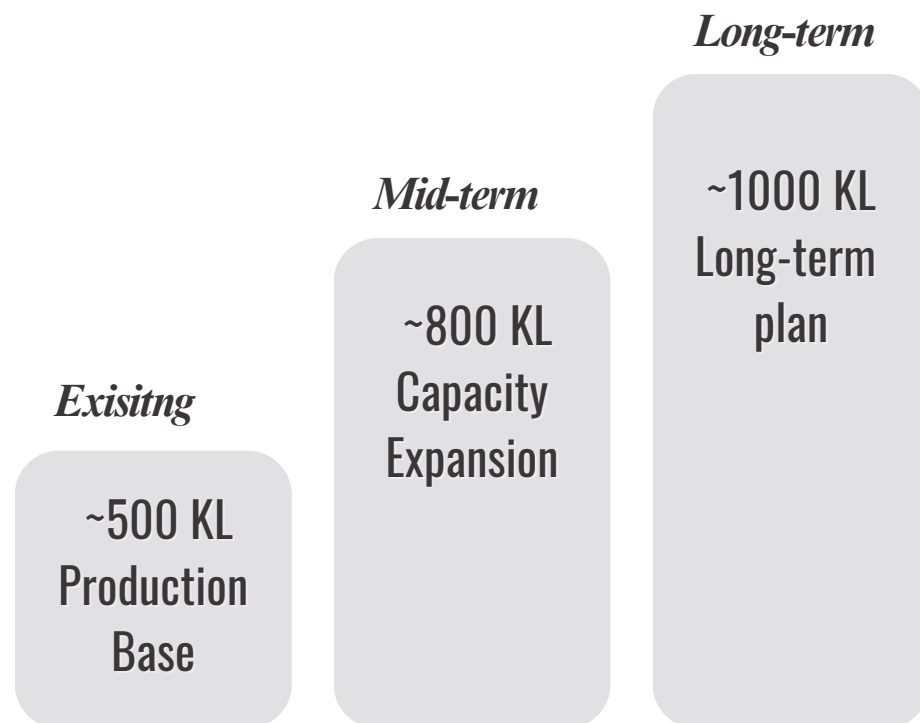 Exisitng
~500 KL
Production
Base
Mid-term
~800 KL
Capacity
Expansion
Long-term
~1000 KL
Long-term
plan